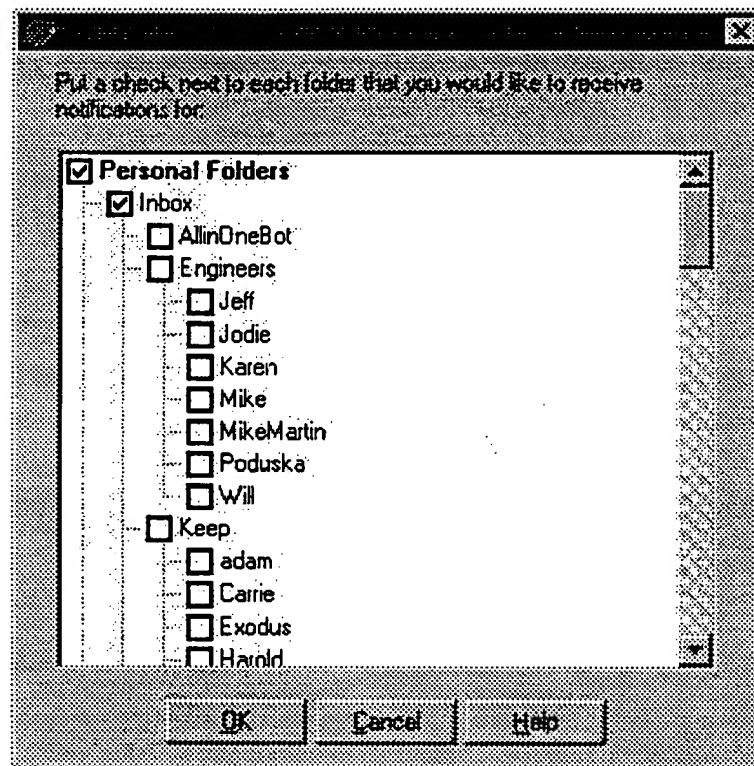 Put a check next to each folder that you would like to receive
notifications for:
Personal Folders
Inbox
AllinOneBot
Engineers
Jeff
Jodie
Karen
Mike
MikeMartin
Poduska
Will
Keep
adam
Carrie
Exodus
Harold
OK
Cancel
Help